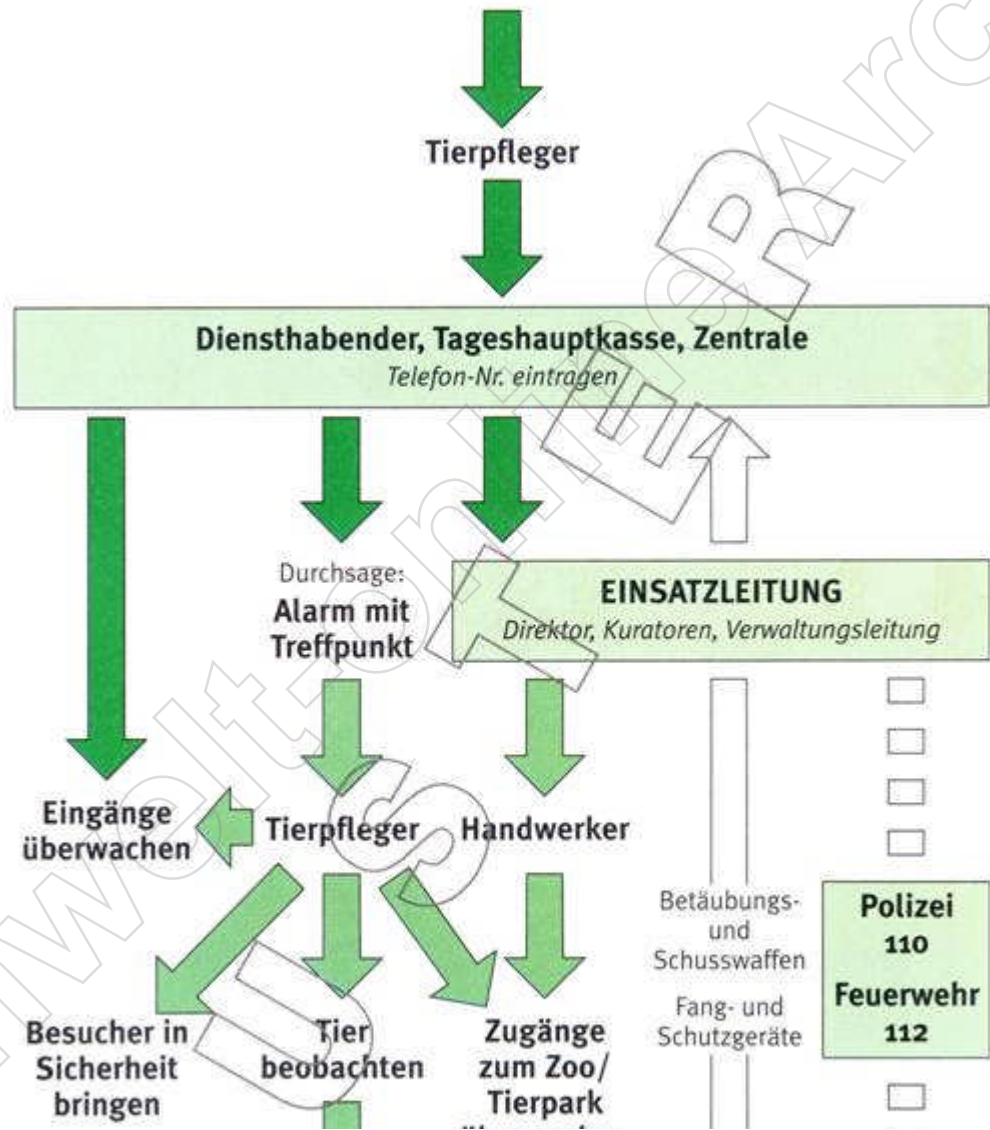 Tierpfleger
Diensthabender, Tageshauptkasse, Zentrale
Telefon-Nr. eintragen
Durchsage:
Alarm mit
Treffpunkt
EINSATZLEITUNG
Direktor, Kuratoren, Verwaltungsleitung
Eingänge
überwachen
Tierpfleger
Handwerker
Betäubungs-
und
Schusswaffen
Fang- und
Schutzgeräte
Polizei
110
Feuerwehr
112
Besucher in
Sicherheit
bringen
Tier
beobachten
Zugänge
zum Zoo/
Tierpark